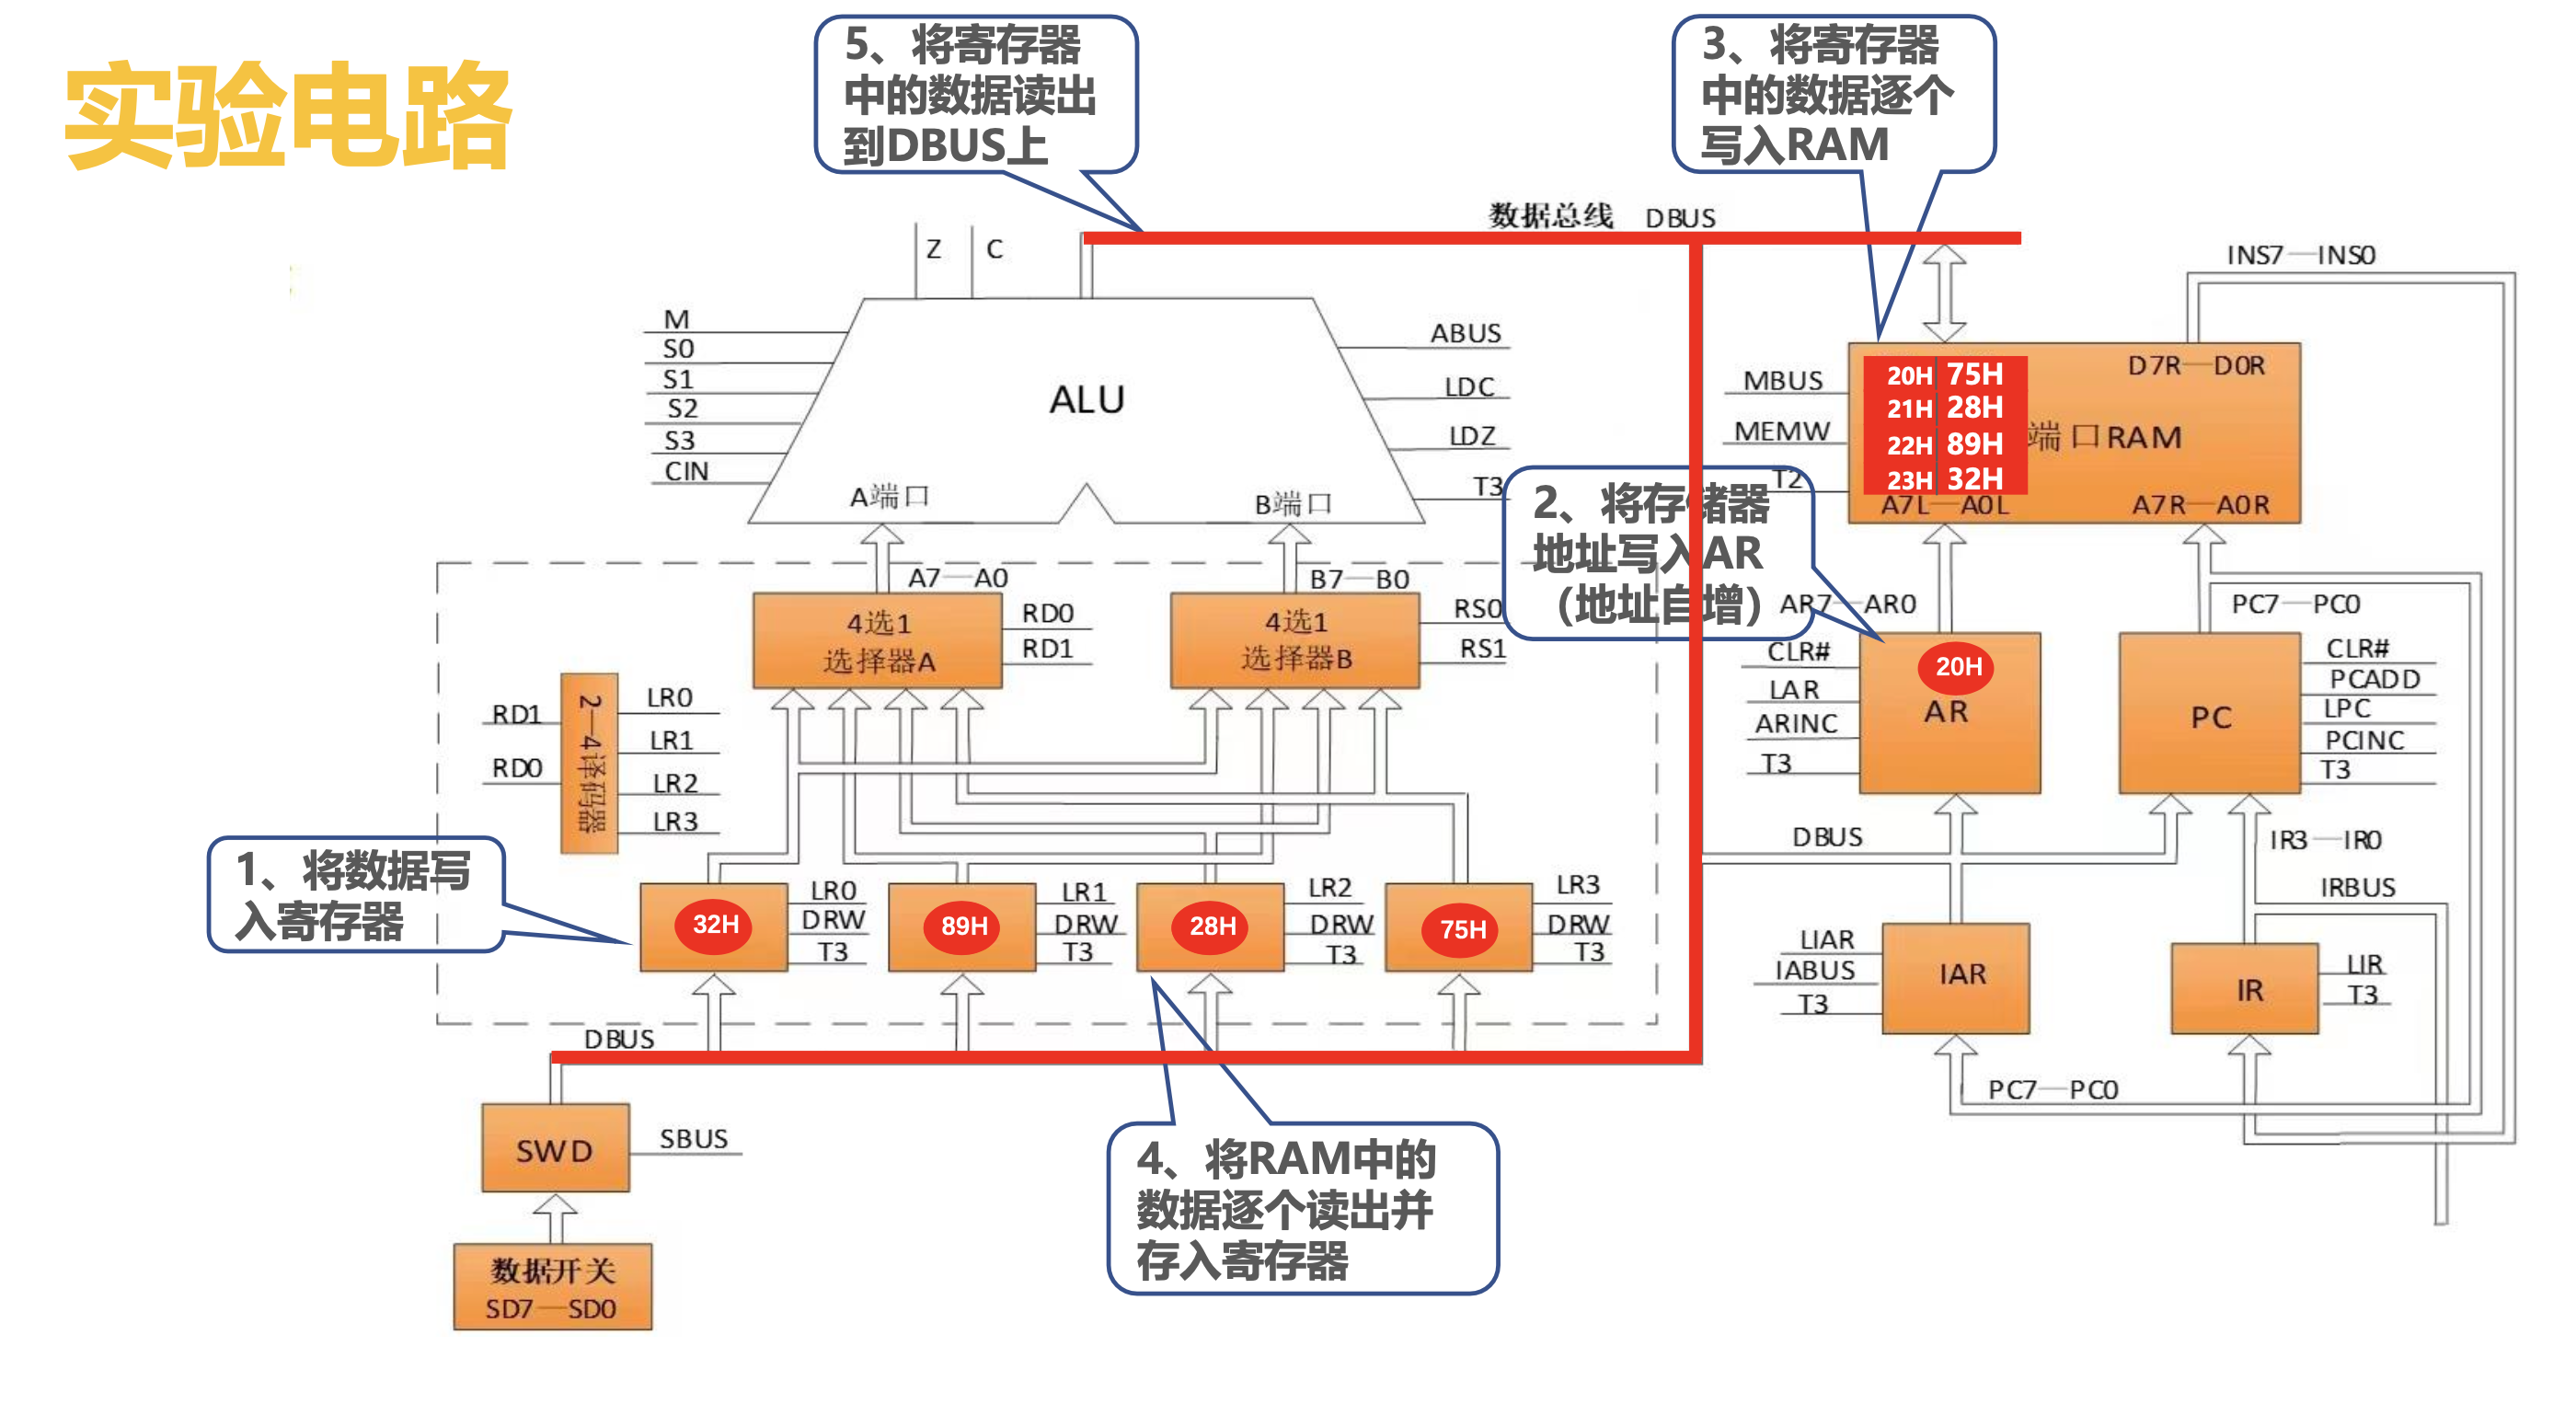 实验电路
5、将寄存器
中的数据读出
到DBUS上
3、将寄存器
中的数据逐个
写入RAM
数据总线 DBUS
Z
C
INS7—INS0
M
S0
S1
S2
S3
CIN
ALU
A端口
B端口
ABUS
LDC
LDZ
T3
MBUS
MEMW
T2
20H 75H
21H 28H
22H 89H
23H 32H
D7R—D0R
端口RAM
A7L—A0L
A7R—A0R
2、将存储器
地址写入AR
（地址自增）
A7—A0
B7—B0
4选1
选择器A
RD0
RD1
4选1
选择器B
RS0
RS1
AR7—AR0
PC7—PC0
CLR#
LAR
ARINC
T3
20H
AR
PC
CLR#
PCADD
LPC
PCINC
T3
RD1
RD0
2—4译码器
LR0
LR1
LR2
LR3
1、将数据写
入寄存器
32H
LR0
DRW
T3
89H
LR1
DRW
T3
28H
LR2
DRW
T3
75H
LR3
DRW
T3
DBUS
IR3—IR0
IRBUS
LIAR
IABUS
T3
IAR
IR
LIR
T3
DBUS
PC7—PC0
SWD
SBUS
4、将RAM中的
数据逐个读出并
存入寄存器
数据开关
SD7—SD0